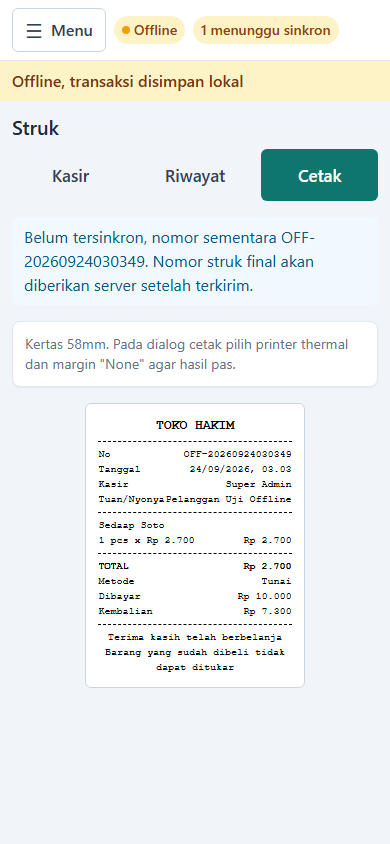 Menu
Offline
1 menunggu sinkron
Offline, transaksi disimpan lokal
Struk
Kasir
Riwayat
Cetak
Belum tersinkron, nomor sementara OFF-
20260924030349. Nomor struk final akan
diberikan server setelah terkirim.
Kertas 58mm. Pada dialog cetak pilih printer thermal
dan margin "None" agar hasil pas.
TOKO HAKIM
No OFF-20260924030349
Tanggal 24/09/2026, 03.03
Kasir Super Admin
Tuan/Nyonya Pelanggan Uji Offline
Sedaap Soto
1 pcs x Rp 2.700 Rp 2.700
TOTAL Rp 2.700
Metode Tunai
Dibayar Rp 10.000
Kembalian Rp 7.300
Terima kasih telah berbelanja
Barang yang sudah dibeli tidak
dapat ditukar